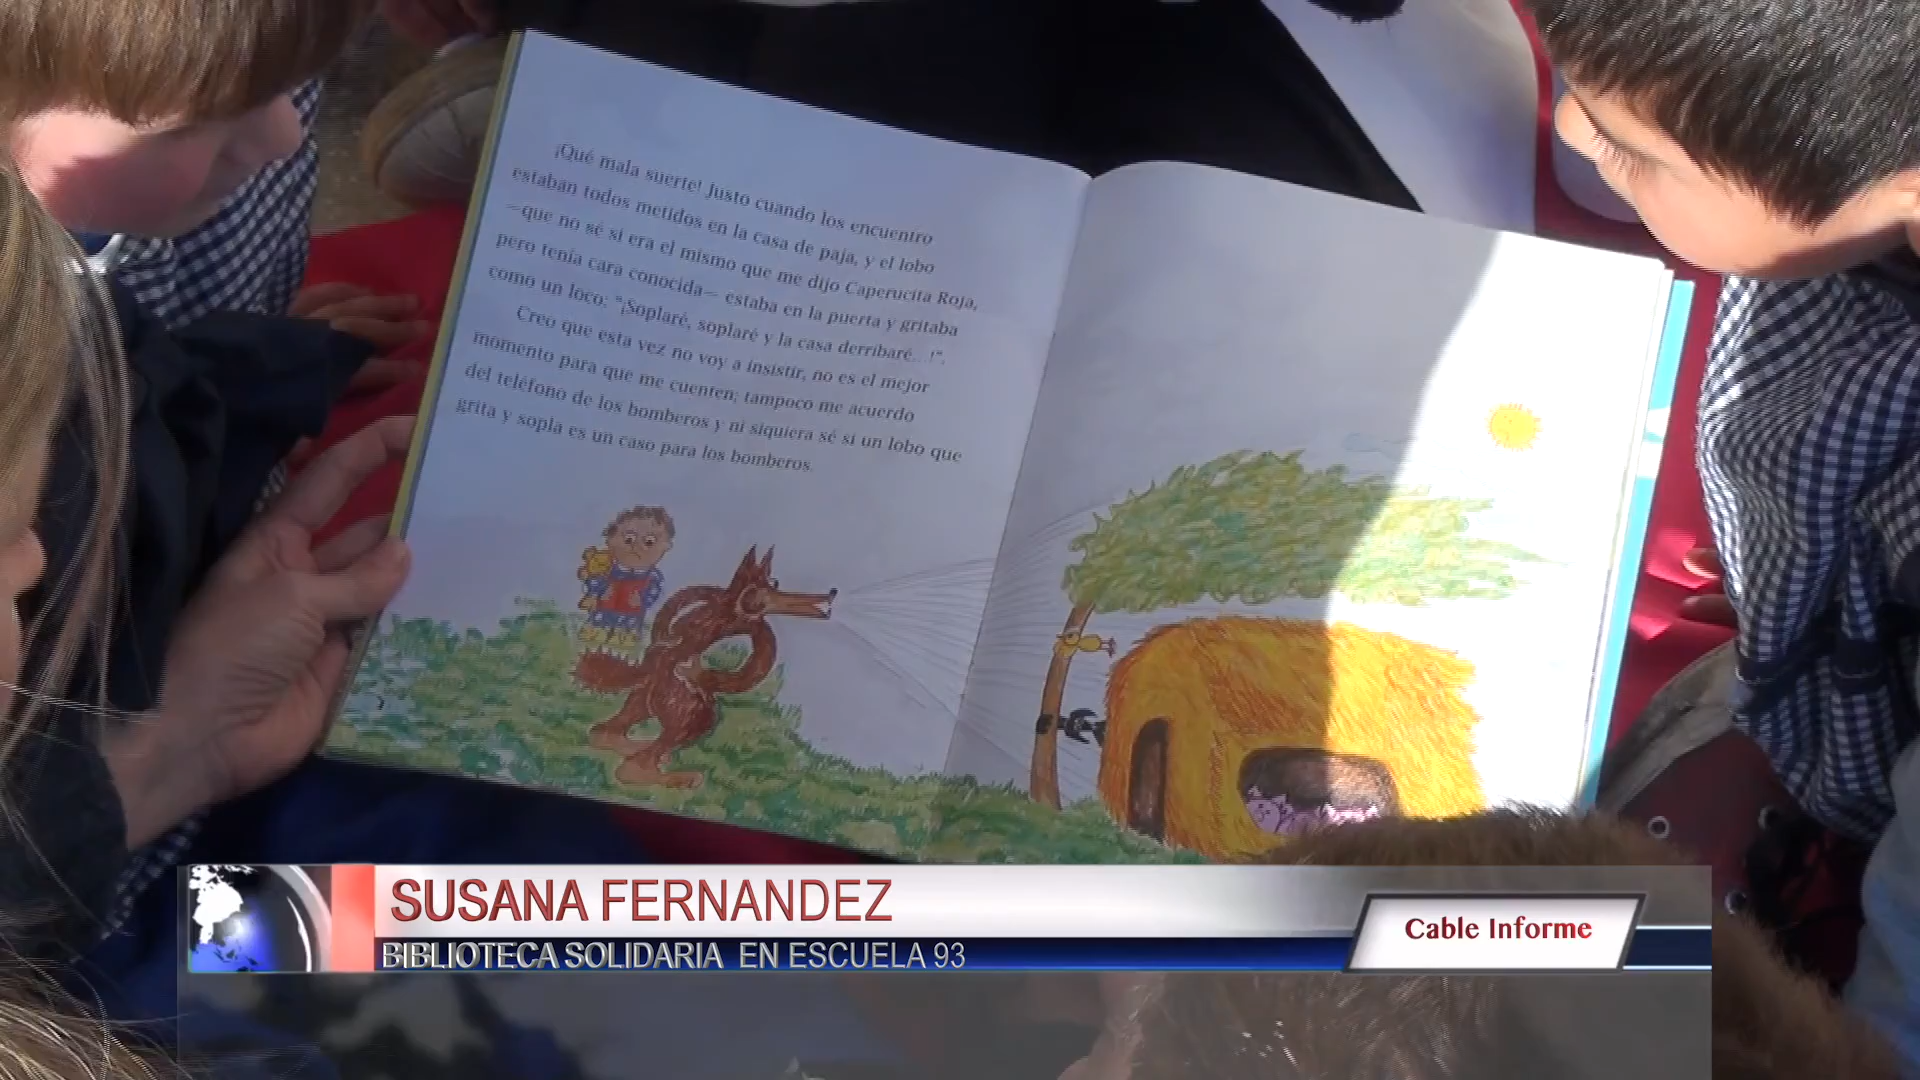 ¡Qué mala suerte! Justo cuando los encuentro
estaban todos metidos en la casa de paja, y el lobo
—que no sé si era el mismo que me dijo Caperucita Roja,
pero tenía cara conocida— estaba en la puerta y gritaba
como un loco: "¡Soplaré, soplaré y la casa derribaré...!".
Creo que esta vez no voy a insistir, no es el mejor
momento para que me cuenten; tampoco me acuerdo
del teléfono de los bomberos y ni siquiera sé si un lobo que
grita y sopla es un caso para los bomberos.
SUSANA FERNANDEZ
BIBLIOTECA SOLIDARIA EN ESCUELA 93
Cable Informe